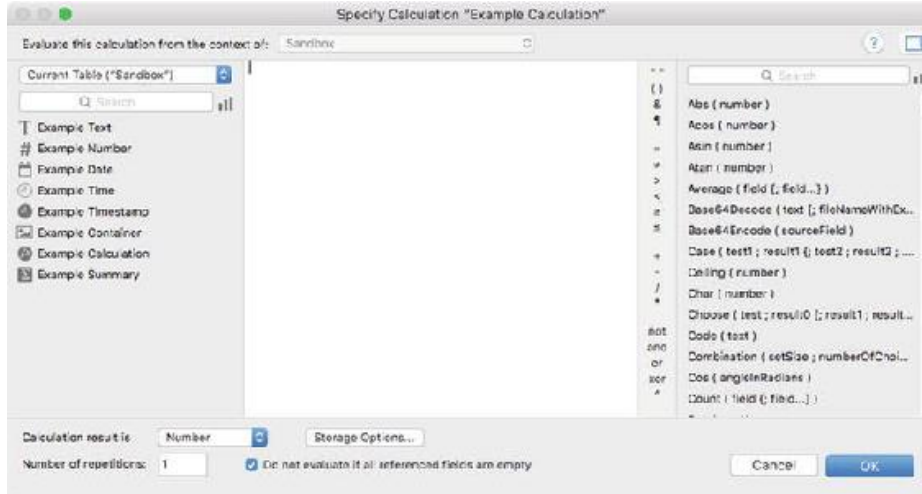 Specify Calculation "Example Calculation"
Evaluate this calculation from the context of: Sandbox
?
Current Table ("Sandbox")
Search
Example Text
Example Number
Example Date
Example Time
Example Timestamp
Example Container
Example Calculation
Example Summary
" "
( )
&
¶
=
≠
>
<
≥
≤
+
-
/
*
not
and
or
xor
^
Search
Abs ( number )
Acos ( number )
Asin ( number )
Atan ( number )
Average ( field {; field...} )
Base64Decode ( text {; fileNameWithEx...
Base64Encode ( sourceField )
Case ( test1 ; result1 {; test2 ; result2 ; ....
Ceiling ( number )
Char ( number )
Choose ( test ; result0 {; result1 ; result...
Code ( text )
Combination ( setSize ; numberOfChoi...
Cos ( angleInRadians )
Count ( field {; field...} )
Calculation result is Number Storage Options...
Number of repetitions: 1 Do not evaluate if all referenced fields are empty
Cancel OK